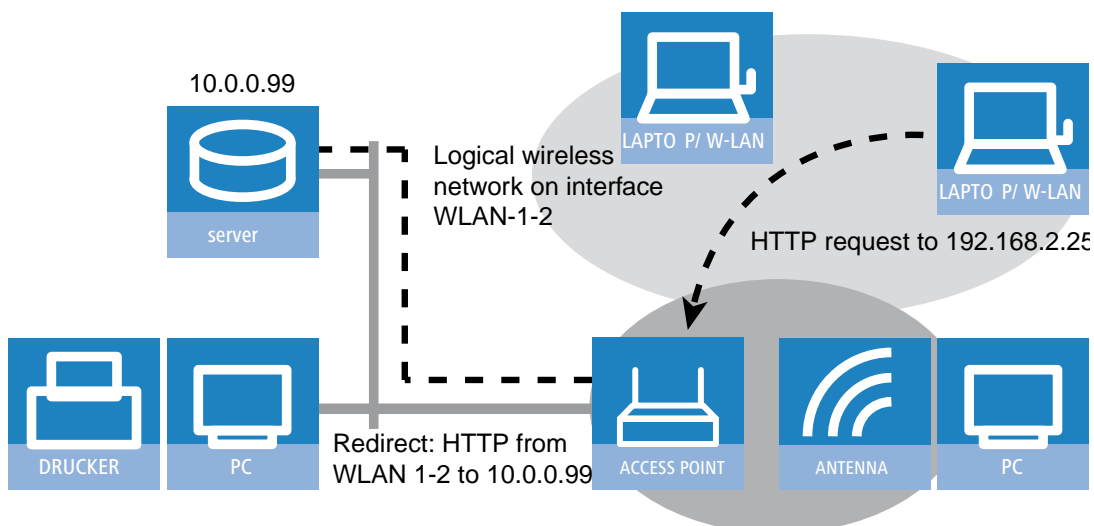 10.0.0.99
server
LAPTO P/ W-LAN
LAPTO P/ W-LAN
Logical wireless
network on interface
WLAN-1-2
HTTP request to 192.168.2.25
DRUCKER
PC
Redirect: HTTP from
WLAN 1-2 to 10.0.0.99
ACCESS POINT
ANTENNA
PC